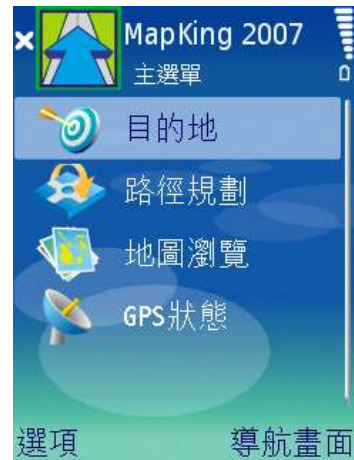 MapKing 2007
主選單
目的地
路徑規劃
地圖瀏覽
GPS狀態
選項 導航畫面